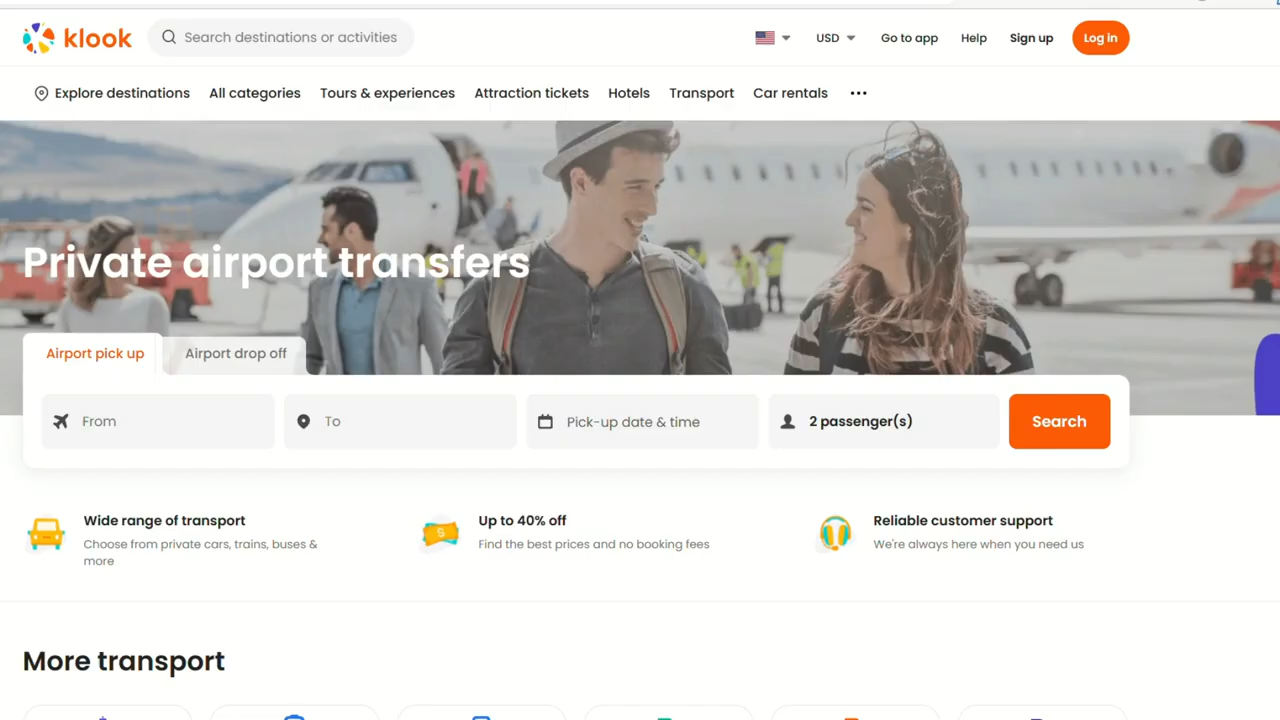 klook
Search destinations or activities
USD
Go to app
Help
Sign up
Log in
Explore destinations
All categories
Tours & experiences
Attraction tickets
Hotels
Transport
Car rentals
Private airport transfers
Airport pick up
Airport drop off
From
To
Pick-up date & time
2 passenger(s)
Search
Wide range of transport
Choose from private cars, trains, buses &
more
Up to 40% off
Find the best prices and no booking fees
Reliable customer support
We're always here when you need us
More transport